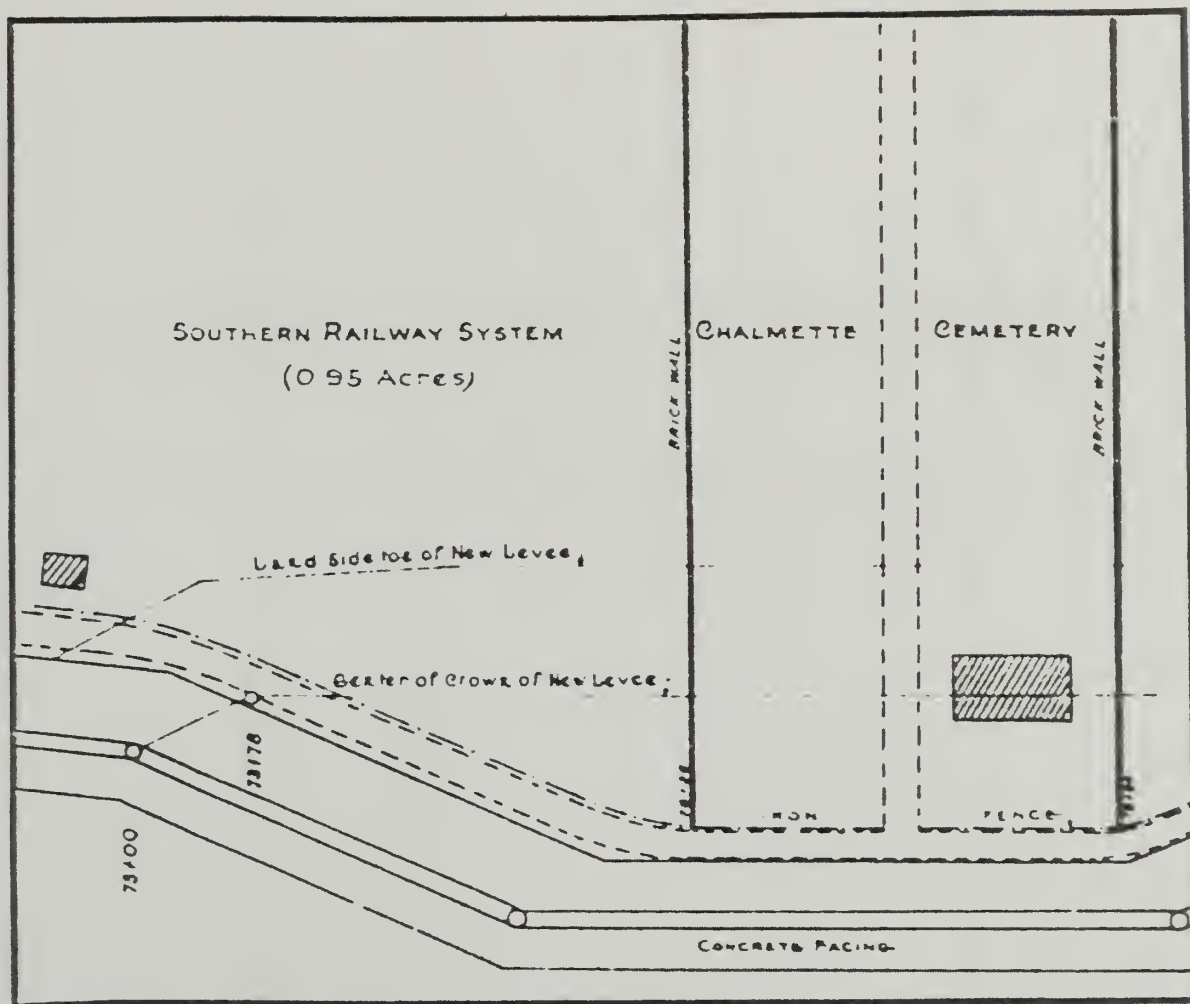 SOUTHERN RAILWAY SYSTEM
(0 95 Acres)
CHALMETTE
CEMETERY
BRICK WALL
BRICK WALL
Land Side toe of New Levee
Center of Crown of New Levee
73+78
73+00
IRON
FENCE
CONCRETE FACING